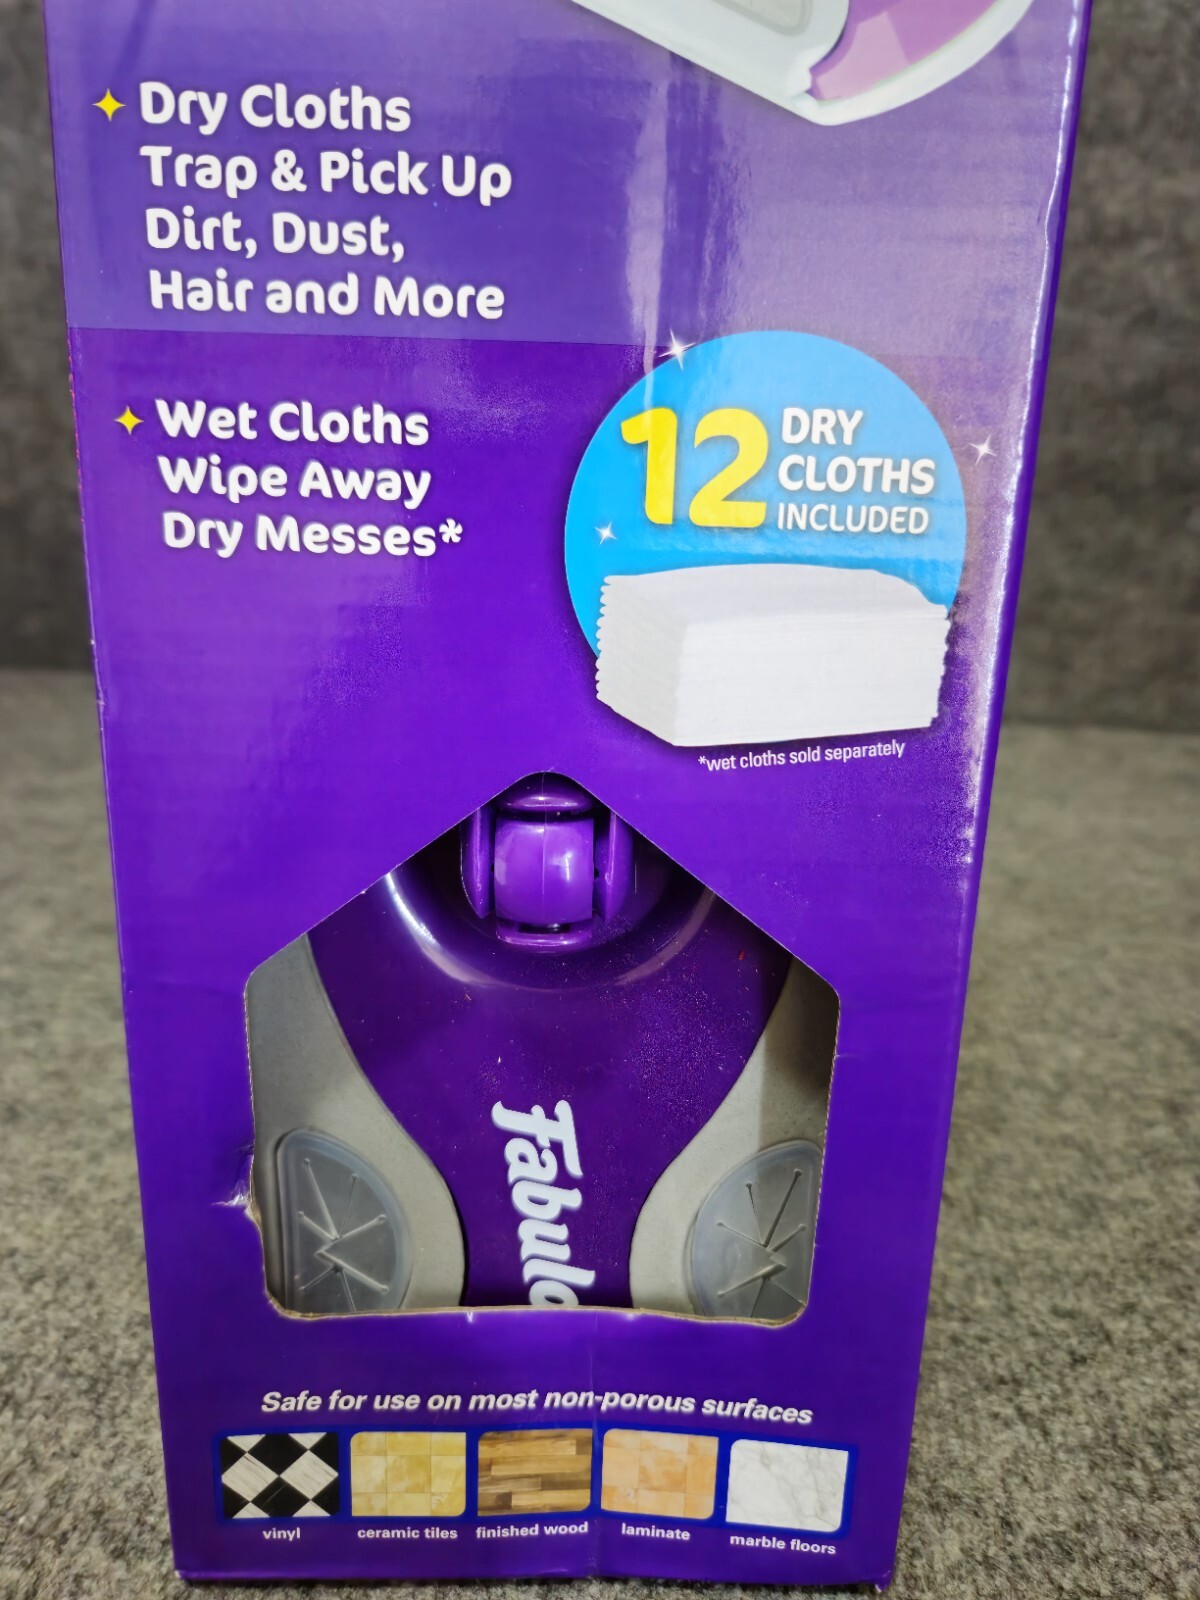 Dry Cloths
Trap & Pick Up
Dirt, Dust,
Hair and More
Wet Cloths
Wipe Away
Dry Messes*
12 DRY
CLOTHS
INCLUDED
*wet cloths sold separately
Fabulo
Safe for use on most non-porous surfaces
vinyl
ceramic tiles
finished wood
laminate
marble floors